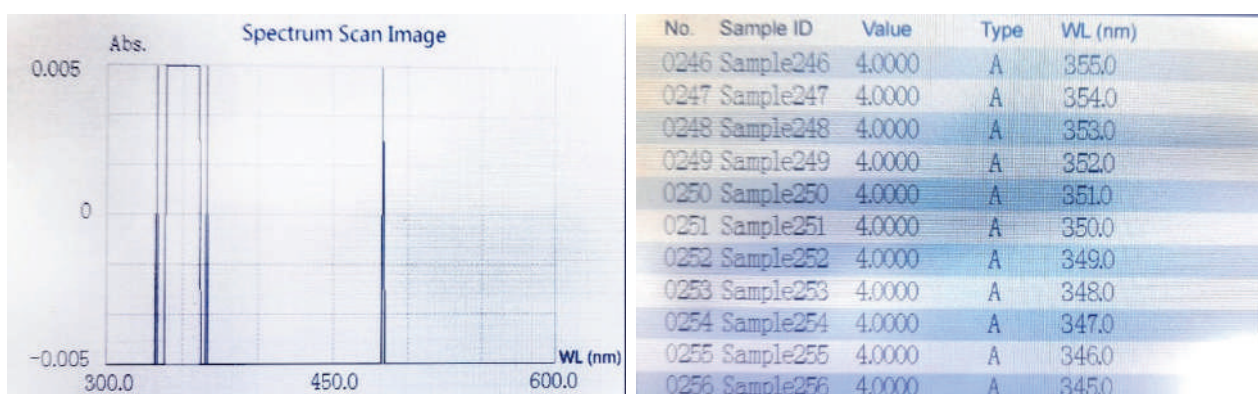 Spectrum Scan Image
Abs.
0.005
0
-0.005
WL (nm)
300.0 450.0 600.0
No. Sample ID Value Type WL (nm)
0246 Sample246 4.0000 A 355.0
0247 Sample247 4.0000 A 354.0
0248 Sample248 4.0000 A 353.0
0249 Sample249 4.0000 A 352.0
0250 Sample250 4.0000 A 351.0
0251 Sample251 4.0000 A 350.0
0252 Sample252 4.0000 A 349.0
0253 Sample253 4.0000 A 348.0
0254 Sample254 4.0000 A 347.0
0255 Sample255 4.0000 A 346.0
0256 Sample256 4.0000 A 345.0